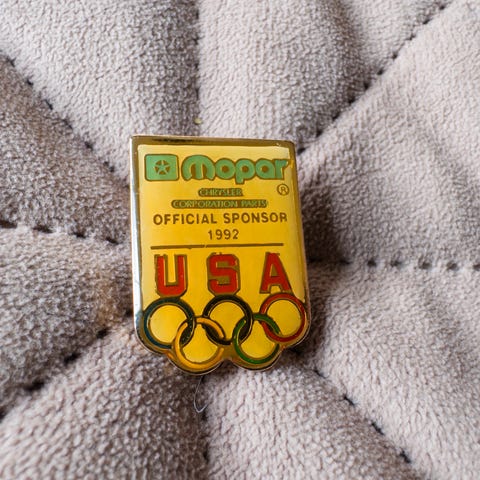 mopar ®
CHRYSLER
CORPORATION PARTS
OFFICIAL SPONSOR
1992
USA